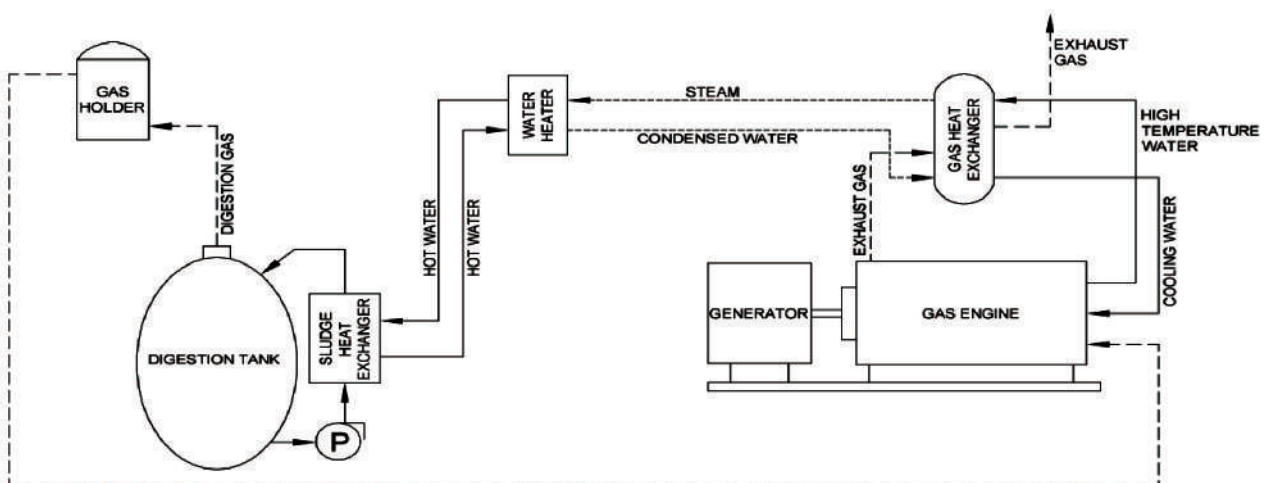 GAS
HOLDER
DIGESTION GAS
DIGESTION TANK
SLUDGE
HEAT
EXCHANGER
P
HOT WATER
HOT WATER
WATER
HEATER
STEAM
CONDENSED WATER
EXHAUST GAS
GAS HEAT
EXCHANGER
EXHAUST
GAS
HIGH
TEMPERATURE
WATER
COOLING WATER
GENERATOR
GAS ENGINE